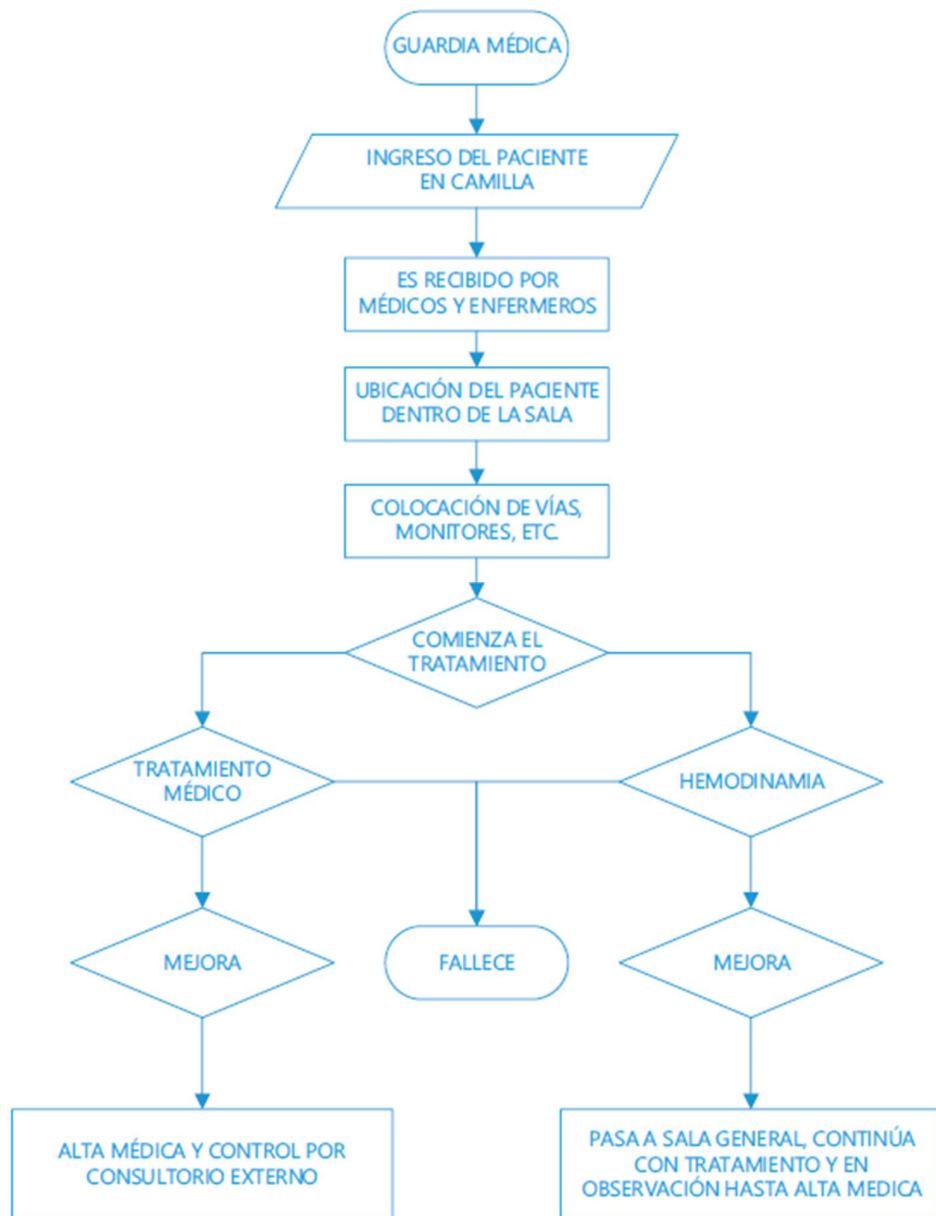 GUARDIA MÉDICA
INGRESO DEL PACIENTE
EN CAMILLA
ES RECIBIDO POR
MÉDICOS Y ENFERMEROS
UBICACIÓN DEL PACIENTE
DENTRO DE LA SALA
COLOCACIÓN DE VÍAS,
MONITORES, ETC.
COMIENZA EL
TRATAMIENTO
TRATAMIENTO
MÉDICO
HEMODINAMIA
MEJORA
FALLECE
MEJORA
ALTA MÉDICA Y CONTROL POR
CONSULTORIO EXTERNO
PASA A SALA GENERAL, CONTINÚA
CON TRATAMIENTO Y EN
OBSERVACIÓN HASTA ALTA MEDICA